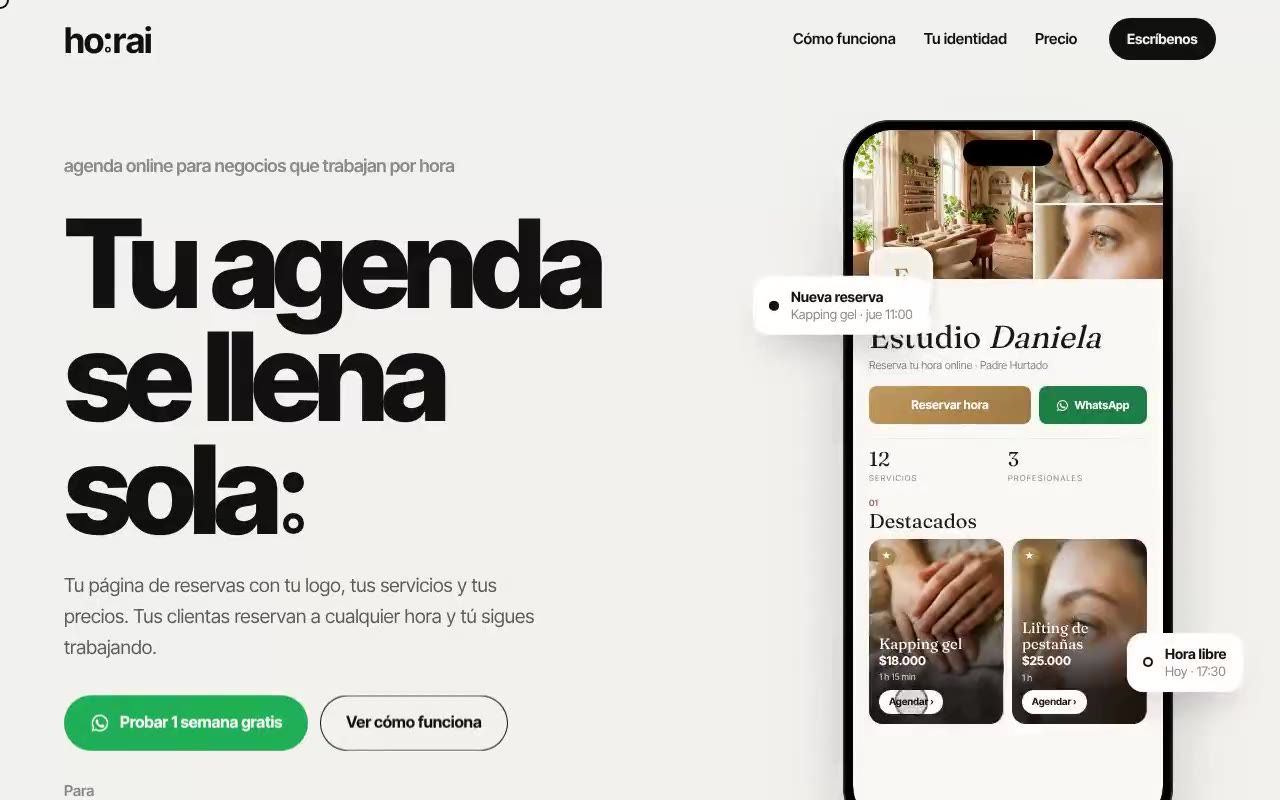 ho:rai
Cómo funciona
Tu identidad
Precio
Escríbenos
agenda online para negocios que trabajan por hora
Tu agenda
se llena
sola:
Tu página de reservas con tu logo, tus servicios y tus
precios. Tus clientas reservan a cualquier hora y tú sigues
trabajando.
Probar 1 semana gratis
Ver cómo funciona
Para
Nueva reserva
Kapping gel · jue 11:00
Estudio Daniela
Reserva tu hora online · Padre Hurtado
Reservar hora
WhatsApp
12
SERVICIOS
3
PROFESIONALES
01
Destacados
Kapping gel
$18.000
1 h 15 min
Agendar ›
Lifting de
pestañas
$25.000
1 h
Agendar ›
Hora libre
Hoy · 17:30